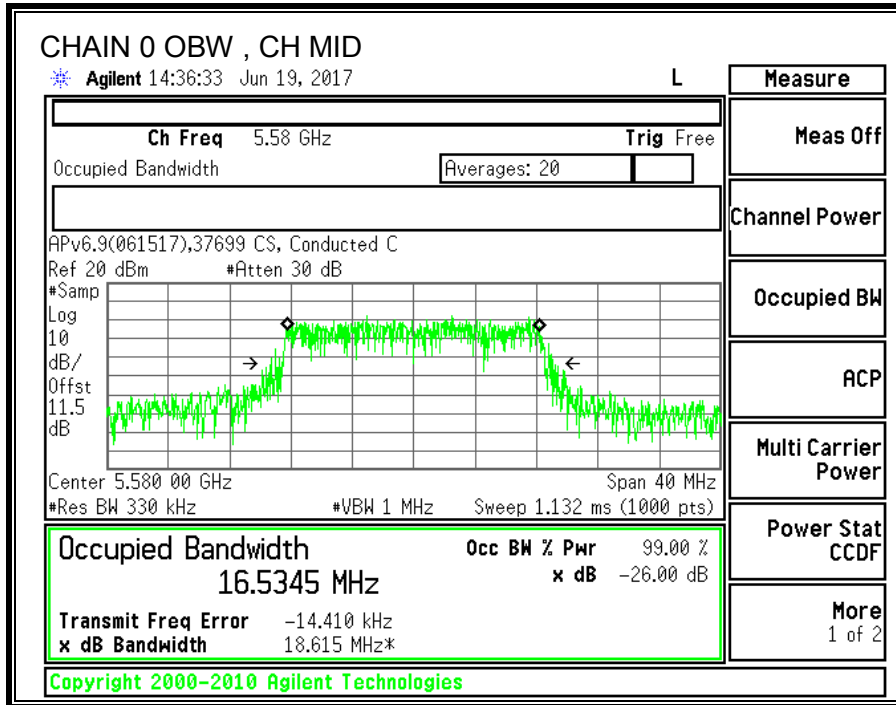 CHAIN 0 OBW , CH MID
Agilent 14:36:33 Jun 19, 2017 L
Measure
Ch Freq 5.58 GHz Trig Free
Meas Off
Occupied Bandwidth Averages: 20
Channel Power
APv6.9(061517),37699 CS, Conducted C
Ref 20 dBm #Atten 30 dB
#Samp
Log
10
dB/
Offst
11.5
dB
Occupied BW
ACP
Multi Carrier
Power
Center 5.580 00 GHz Span 40 MHz
#Res BW 330 kHz #VBW 1 MHz Sweep 1.132 ms (1000 pts)
Power Stat
CCDF
Occupied Bandwidth Occ BW % Pwr 99.00 %
16.5345 MHz x dB -26.00 dB
Transmit Freq Error -14.410 kHz
x dB Bandwidth 18.615 MHz*
More
1 of 2
Copyright 2000-2010 Agilent Technologies